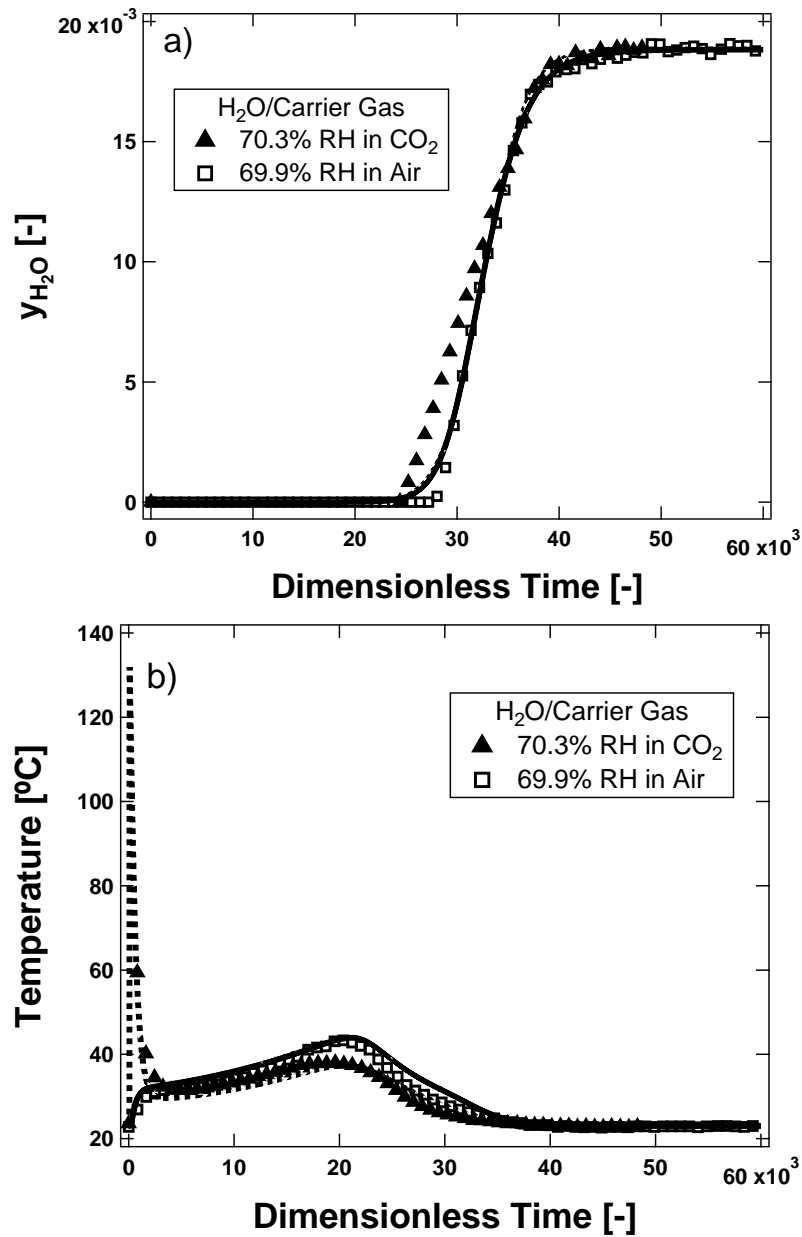 20 x10⁻³
a)
H₂O/Carrier Gas
70.3% RH in CO₂
69.9% RH in Air
15
10
5
0
y_H₂O [-]
0 10 20 30 40 50 60 x10³
Dimensionless Time [-]
140
b)
H₂O/Carrier Gas
70.3% RH in CO₂
69.9% RH in Air
120
100
80
60
40
20
Temperature [ºC]
0 10 20 30 40 50 60 x10³
Dimensionless Time [-]